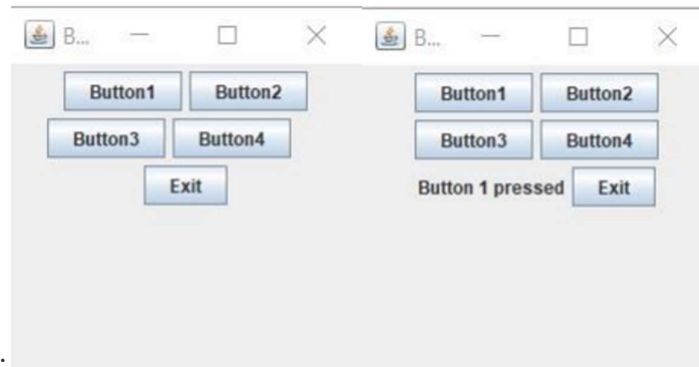 B...
Button1 Button2
Button3 Button4
Exit
B...
Button1 Button2
Button3 Button4
Button 1 pressed Exit
.